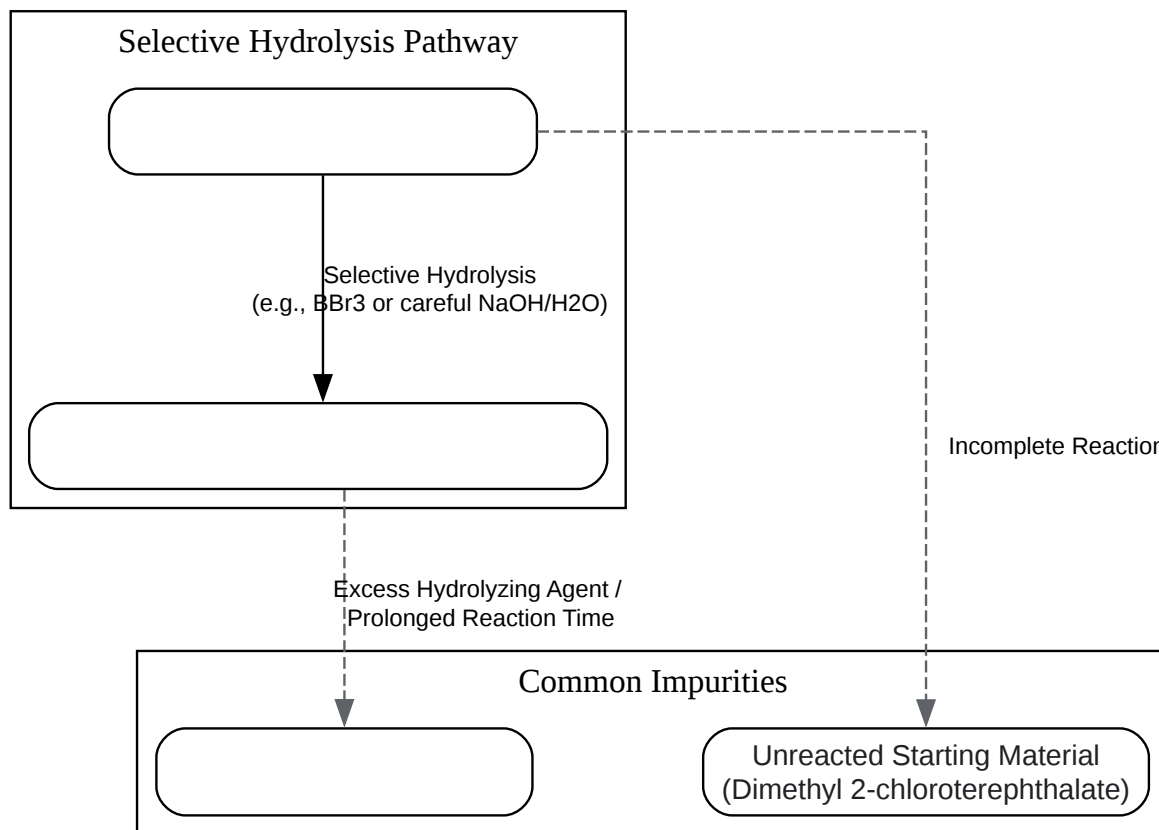 Selective Hydrolysis Pathway
Selective Hydrolysis
(e.g., BBr3 or careful NaOH/H2O)
Incomplete Reaction
Excess Hydrolyzing Agent /
Prolonged Reaction Time
Common Impurities
Unreacted Starting Material
(Dimethyl 2-chloroterephthalate)